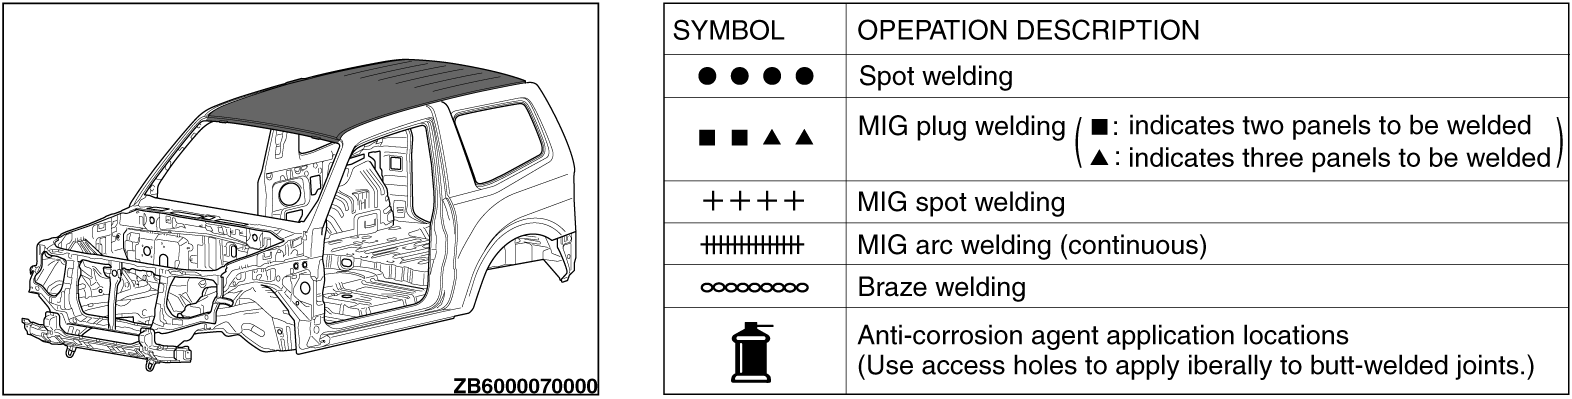 ZB6000070000
SYMBOL OPEPATION DESCRIPTION
Spot welding
MIG plug welding ( ■: indicates two panels to be welded
▲: indicates three panels to be welded )
MIG spot welding
MIG arc welding (continuous)
Braze welding
Anti-corrosion agent application locations
(Use access holes to apply iberally to butt-welded joints.)